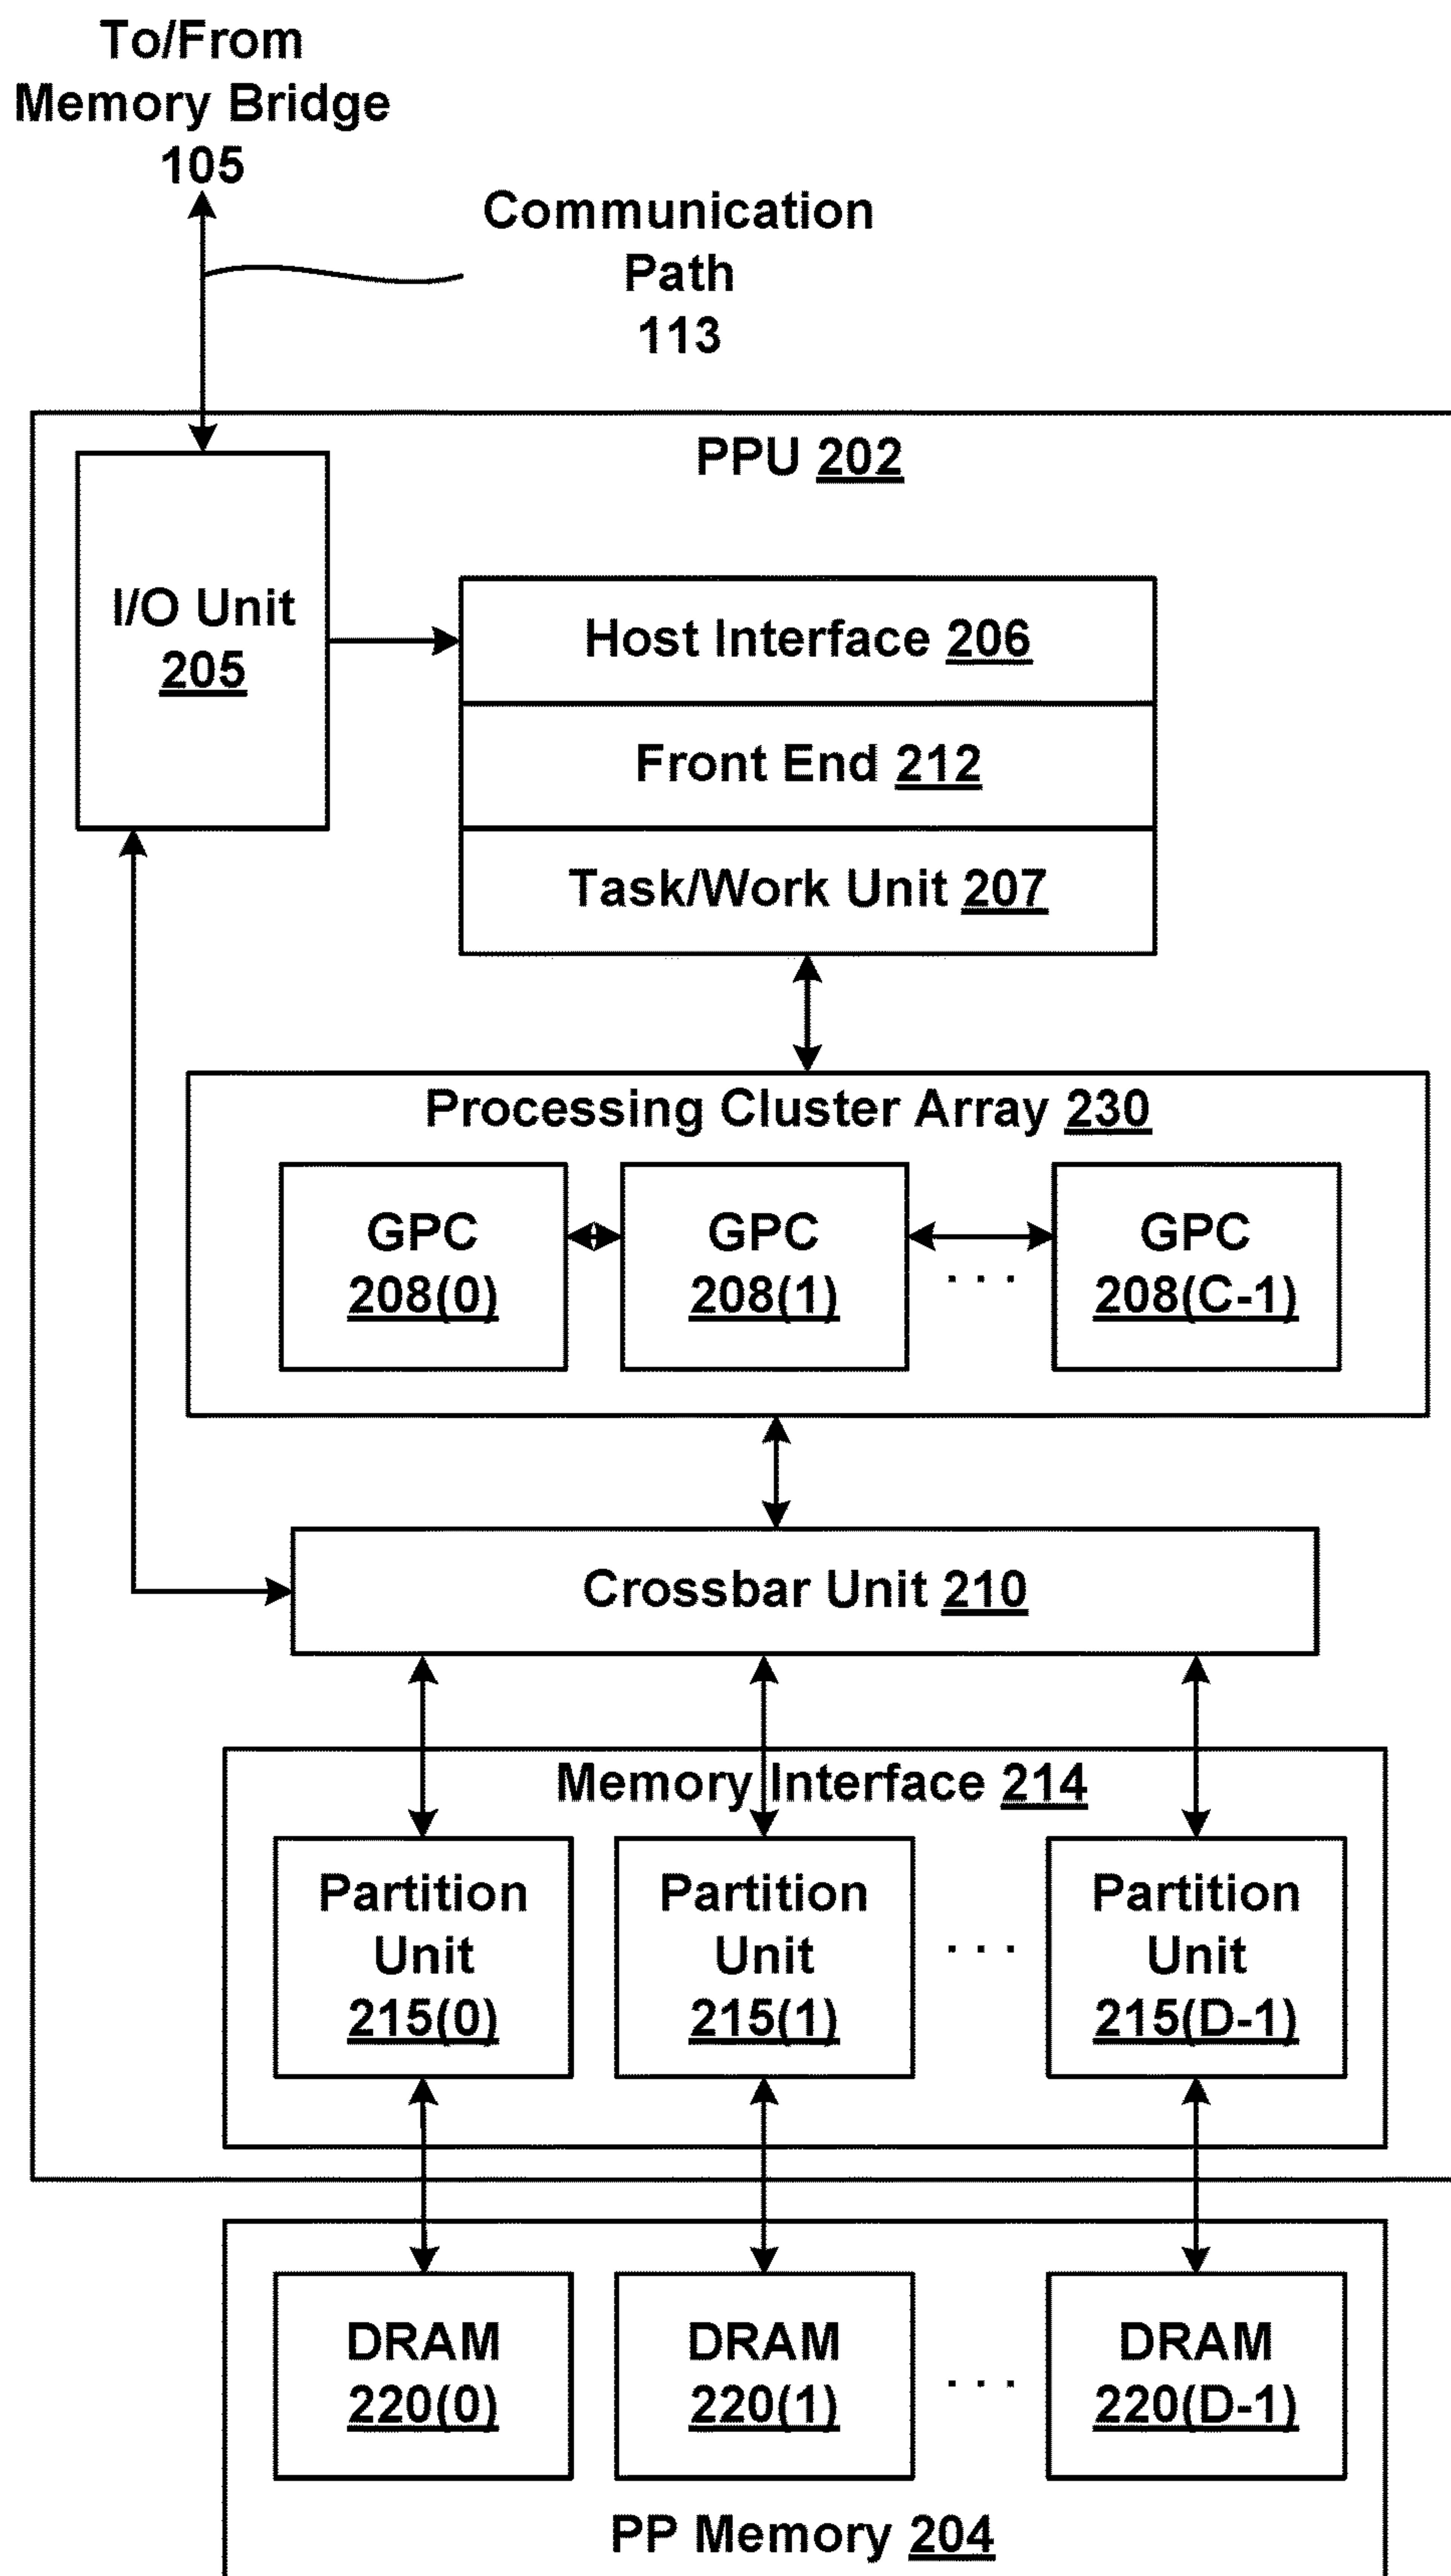 To/From
Memory Bridge
105
Communication
Path
113
PPU 202
I/O Unit
205
Host Interface 206
Front End 212
Task/Work Unit 207
Processing Cluster Array 230
GPC
208(0)
GPC
208(1)
. . .
GPC
208(C-1)
Crossbar Unit 210
Memory Interface 214
Partition
Unit
215(0)
Partition
Unit
215(1)
. . .
Partition
Unit
215(D-1)
DRAM
220(0)
DRAM
220(1)
. . .
DRAM
220(D-1)
PP Memory 204